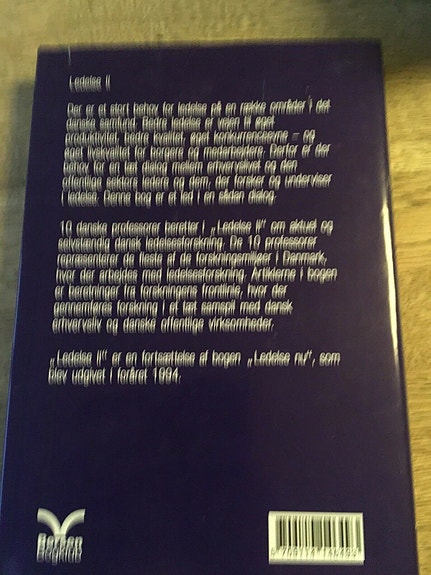 Ledelse II
Der er et stort behov for ledelse på en række områder i det
danske samfund. Bedre ledelse er vejen til øget
produktivitet, bedre kvalitet, øget konkurrenceevne – og
øget livskvalitet for borgere og medarbejdere. Derfor er der
behov for en tæt dialog mellem erhvervslivet og den
offentlige sektors ledere og dem, der forsker og underviser
i ledelse. Denne bog er et led i en sådan dialog.
10 danske professorer beretter i „Ledelse II“ om aktuel og
selvstændig dansk ledelsesforskning. De 10 professorer
repræsenterer de fleste af de forskningsmiljøer i Danmark,
hvor der arbejdes med ledelsesforskning. Artiklerne i bogen
er beretninger fra forskningens frontlinie, hvor der
gennemføres forskning i et tæt samspil med dansk
erhvervsliv og danske offentlige virksomheder.
„Ledelse II“ er en fortsættelse af bogen „Ledelse nu“, som
blev udgivet i foråret 1994.
Børsen
Bogklub